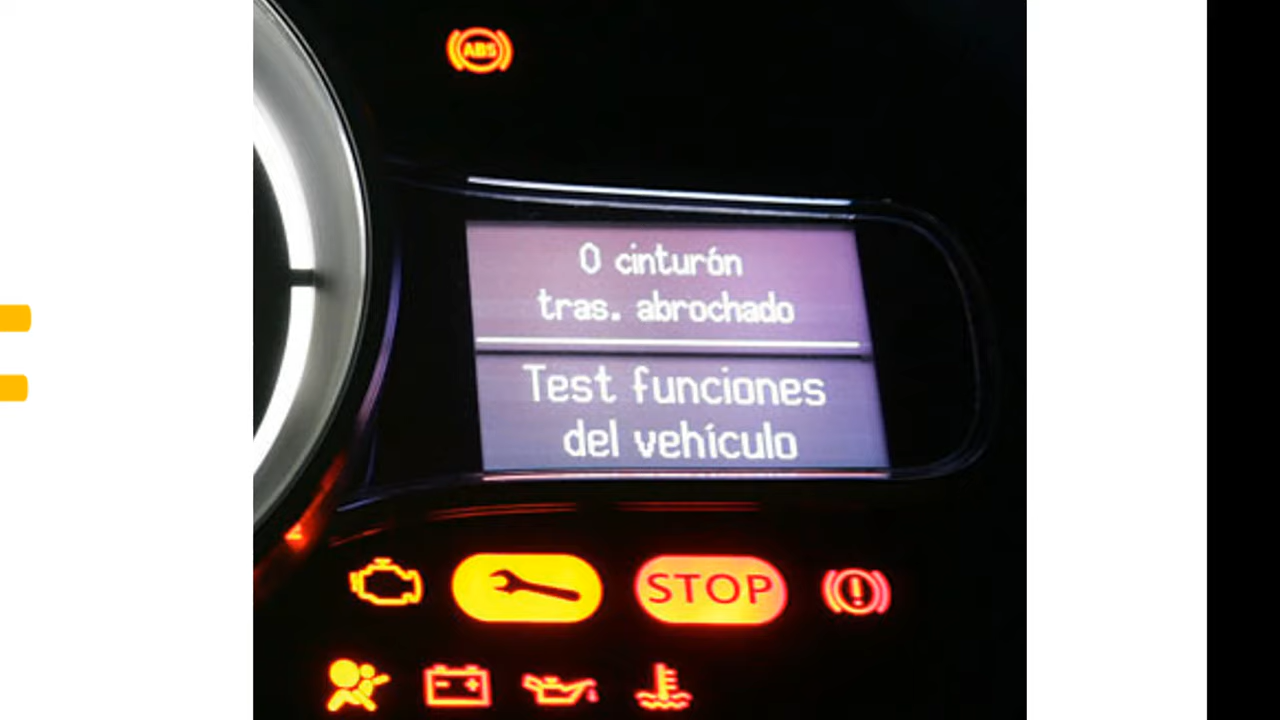 ABS
0 cinturón
tras. abrochado
Test funciones
del vehículo
STOP